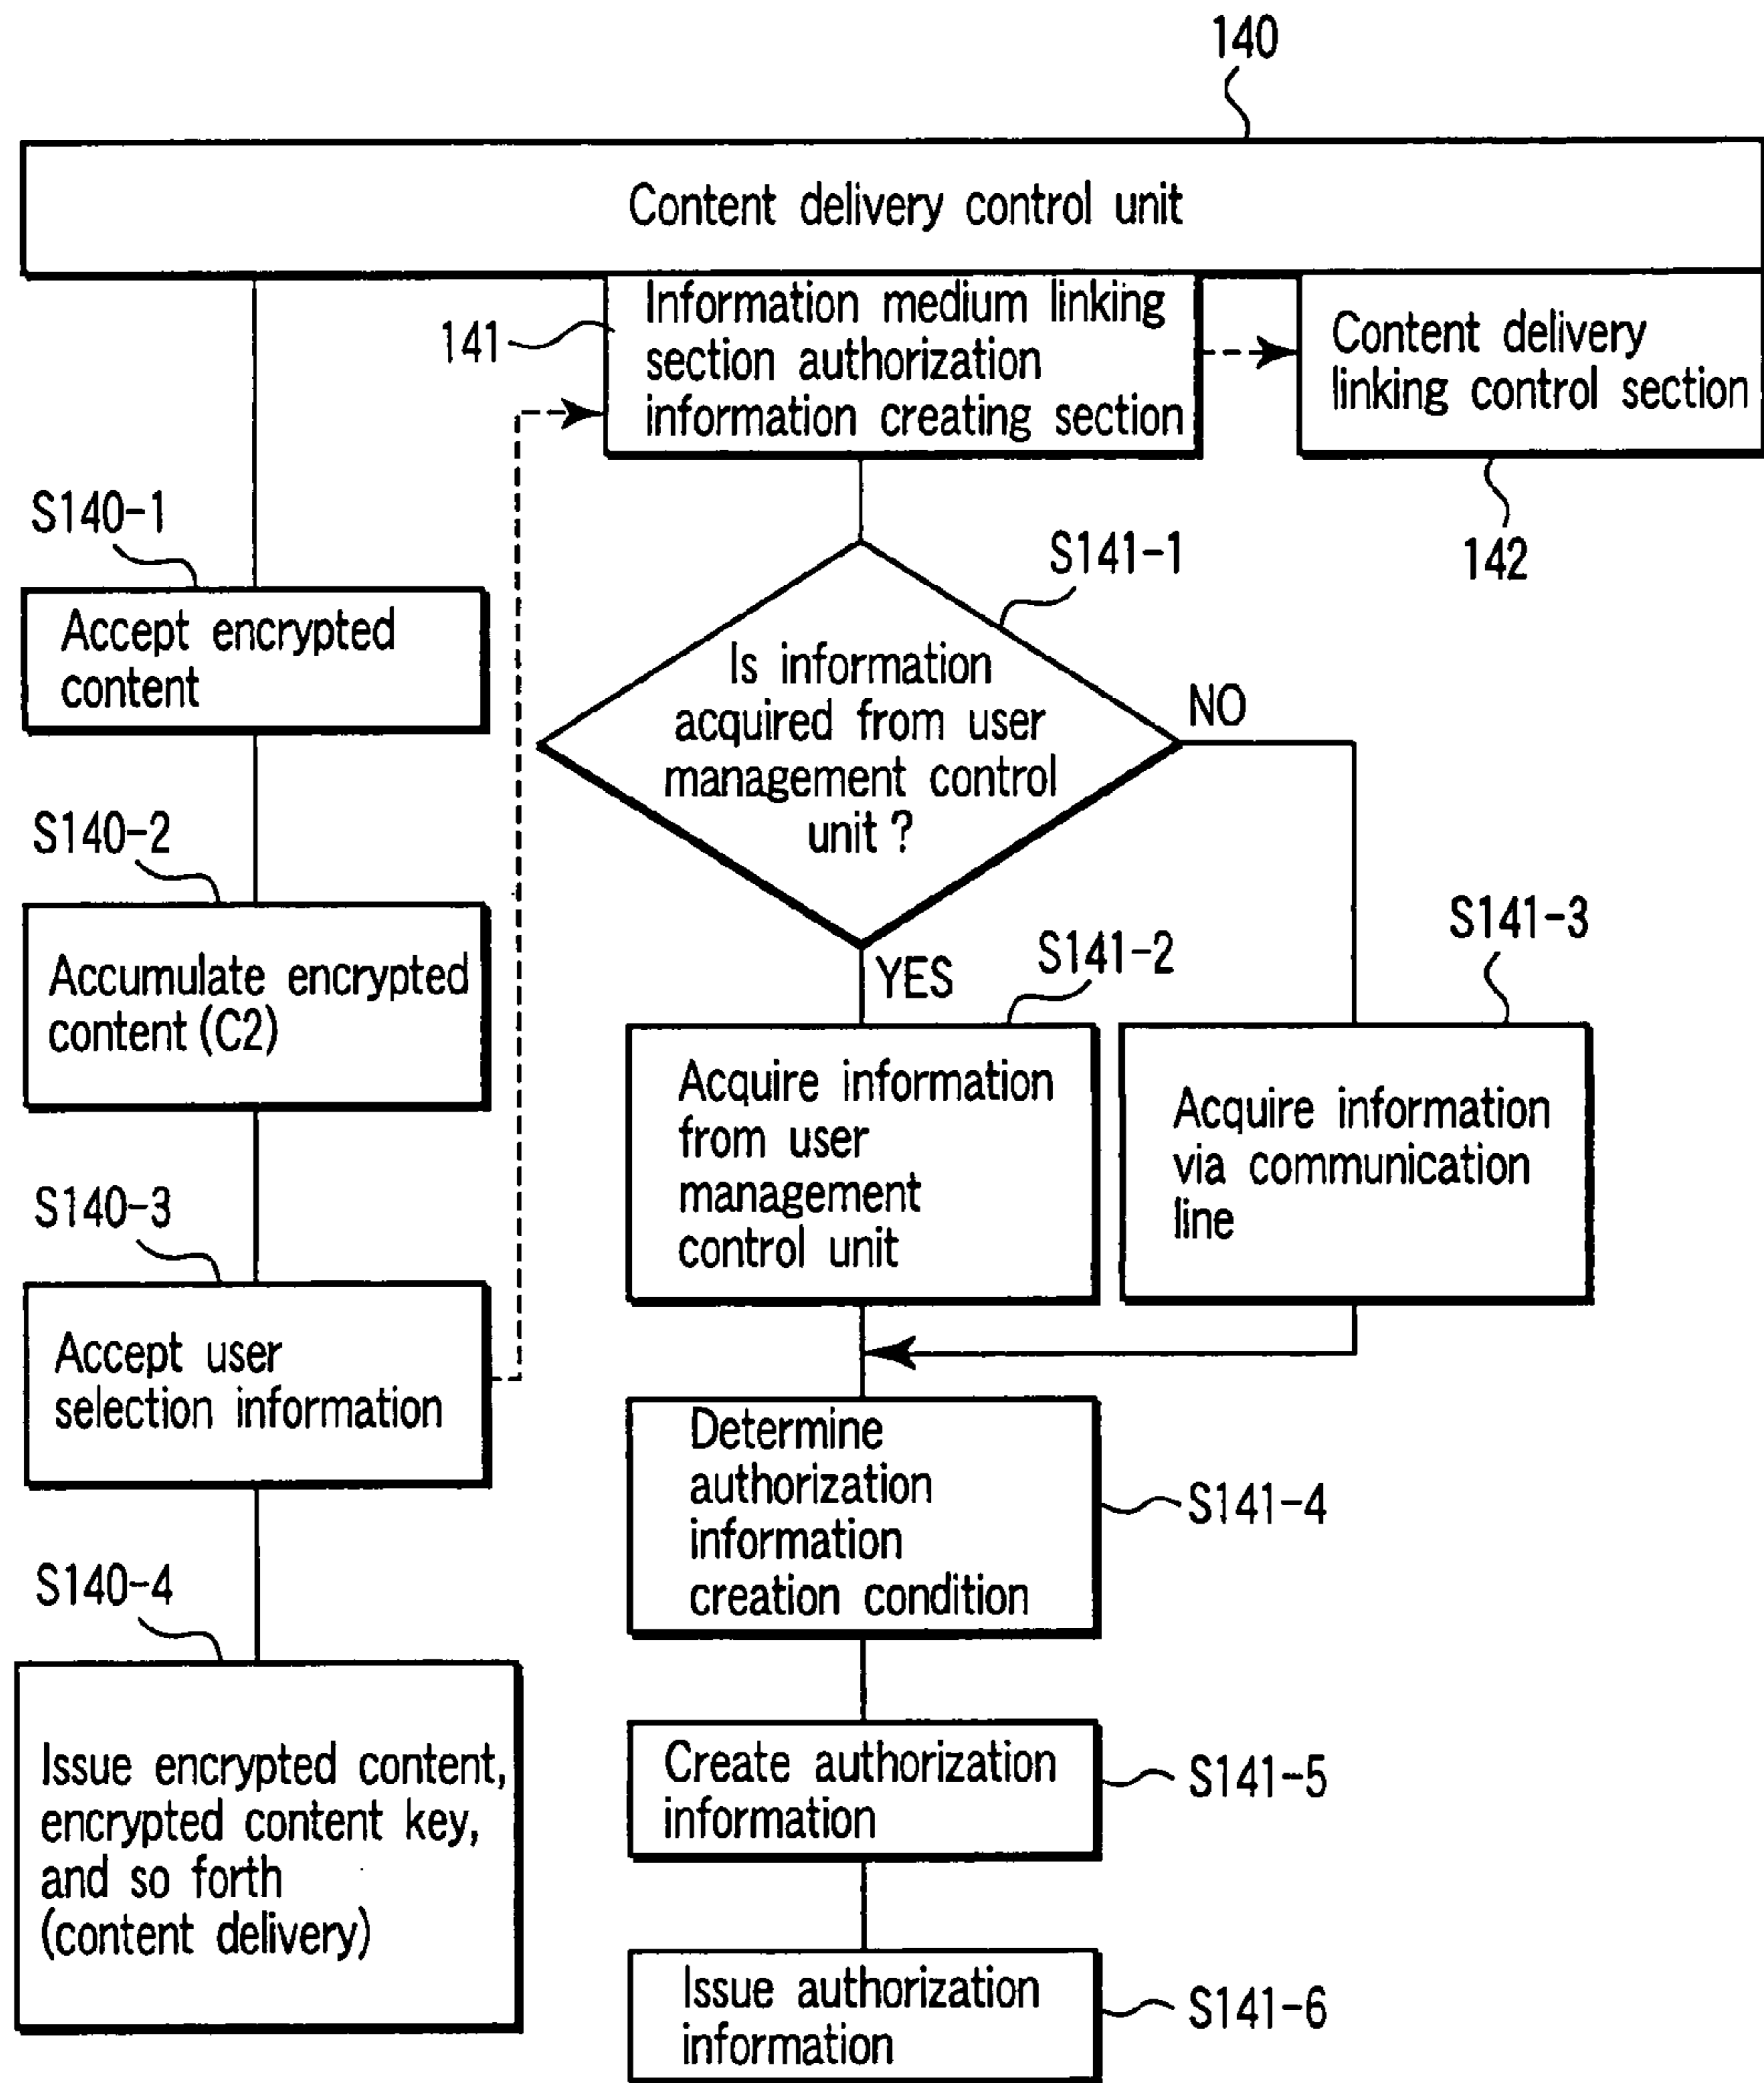 140
Content delivery control unit
141
Information medium linking
section authorization
information creating section
Content delivery
linking control section
142
S140-1
Accept encrypted
content
S140-2
Accumulate encrypted
content (C2)
S140-3
Accept user
selection information
S140-4
Issue encrypted content,
encrypted content key,
and so forth
(content delivery)
S141-1
Is information
acquired from user
management control
unit ?
NO
YES
S141-2
Acquire information
from user
management
control unit
S141-3
Acquire information
via communication
line
Determine
authorization
information
creation condition
S141-4
Create authorization
information
S141-5
Issue authorization
information
S141-6